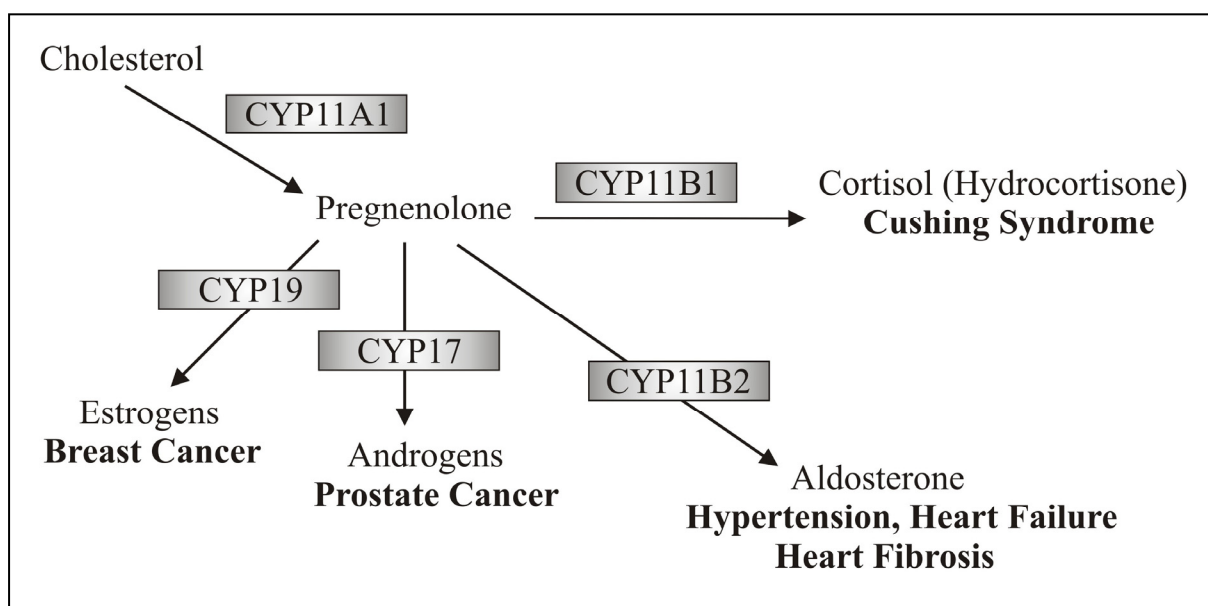 Cholesterol
CYP11A1
Pregnenolone
CYP11B1
Cortisol (Hydrocortisone)
Cushing Syndrome
CYP19
CYP17
CYP11B2
Estrogens
Breast Cancer
Androgens
Prostate Cancer
Aldosterone
Hypertension, Heart Failure
Heart Fibrosis